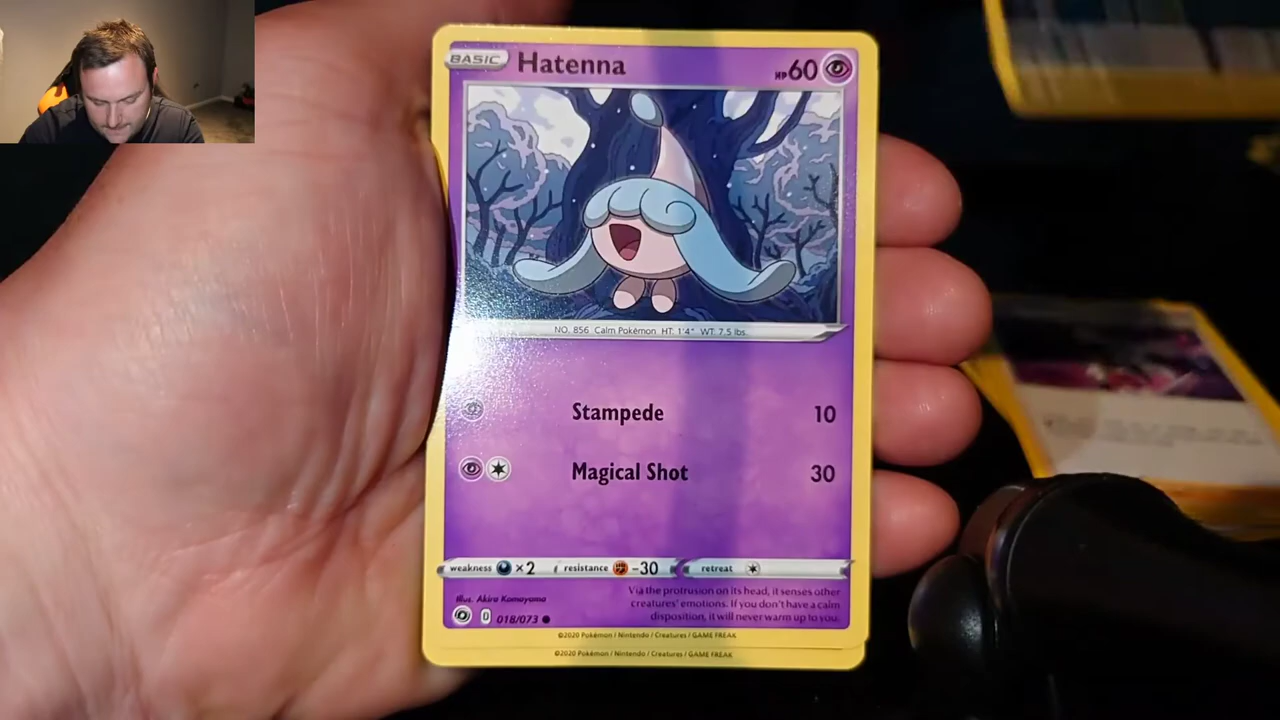 BASIC Hatenna HP 60
NO. 856 Calm Pokémon HT: 1'4" WT: 7.5 lbs.
Stampede 10
Magical Shot 30
weakness ×2 resistance -30 retreat
Via the protrusion on its head, it senses other
creatures' emotions. If you don't have a calm
disposition, it will never warm up to you.
Illus. Akira Komayama
D 018/073
©2020 Pokémon / Nintendo / Creatures / GAME FREAK
©2020 Pokémon / Nintendo / Creatures / GAME FREAK